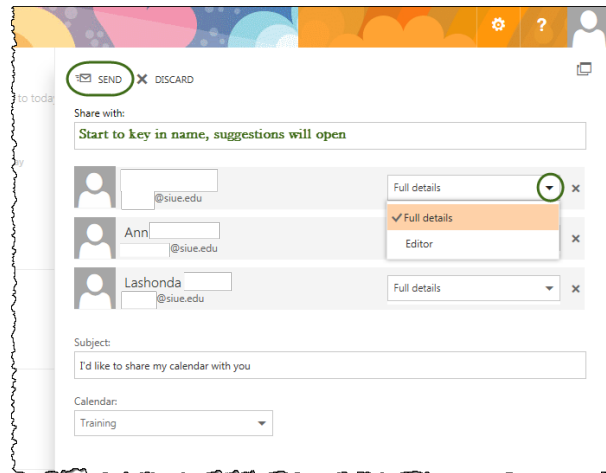 ?
SEND DISCARD
to toda
Share with:
Start to key in name, suggestions will open
ay
Full details
@siue.edu
Full details
Ann
Editor
@siue.edu
Lashonda
Full details
@siue.edu
Subject:
I'd like to share my calendar with you
Calendar:
Training